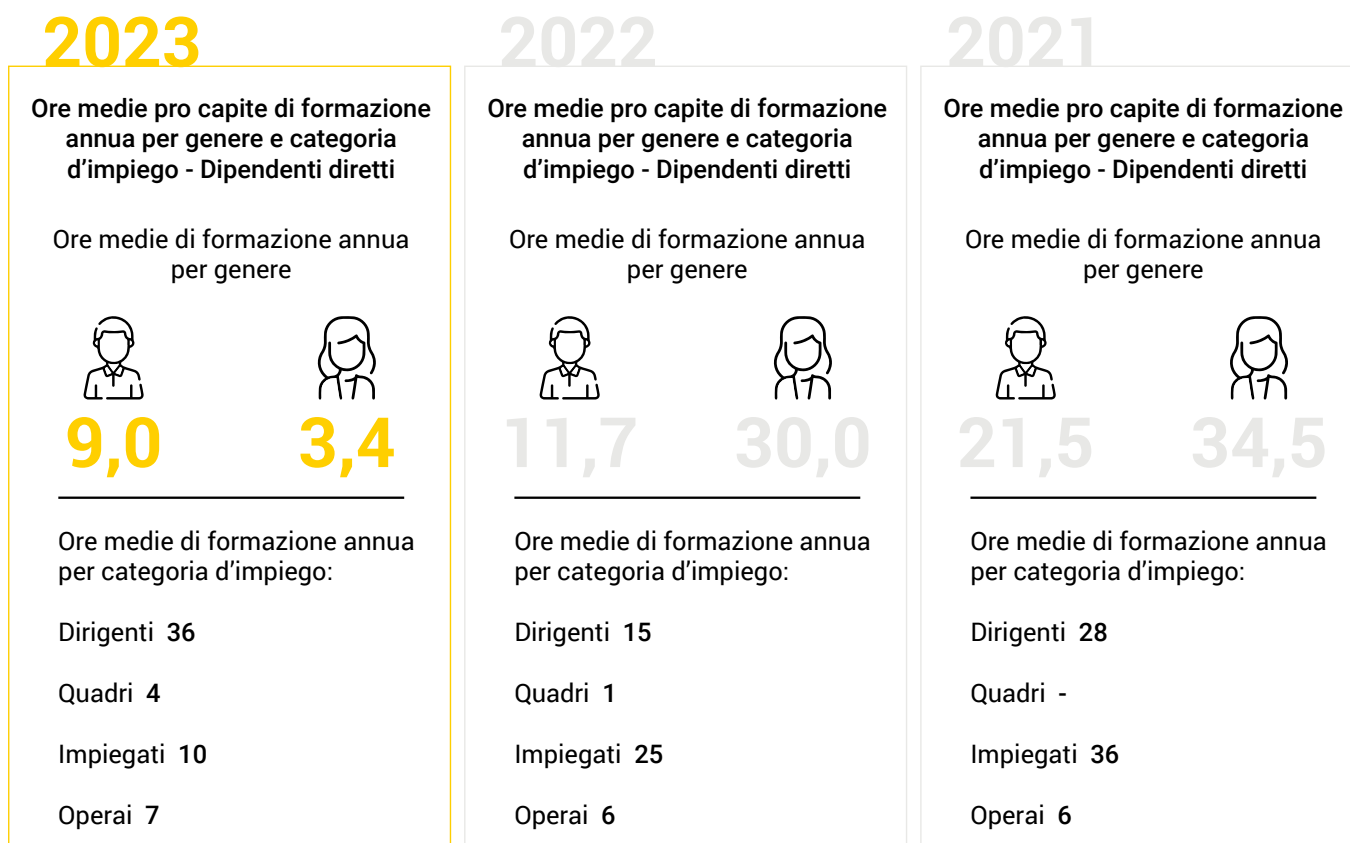 2023
Ore medie pro capite di formazione
annua per genere e categoria
d’impiego - Dipendenti diretti
Ore medie di formazione annua
per genere
9,0 3,4
Ore medie di formazione annua
per categoria d’impiego:
Dirigenti 36
Quadri 4
Impiegati 10
Operai 7
2022
Ore medie pro capite di formazione
annua per genere e categoria
d’impiego - Dipendenti diretti
Ore medie di formazione annua
per genere
11,7 30,0
Ore medie di formazione annua
per categoria d’impiego:
Dirigenti 15
Quadri 1
Impiegati 25
Operai 6
2021
Ore medie pro capite di formazione
annua per genere e categoria
d’impiego - Dipendenti diretti
Ore medie di formazione annua
per genere
21,5 34,5
Ore medie di formazione annua
per categoria d’impiego:
Dirigenti 28
Quadri -
Impiegati 36
Operai 6